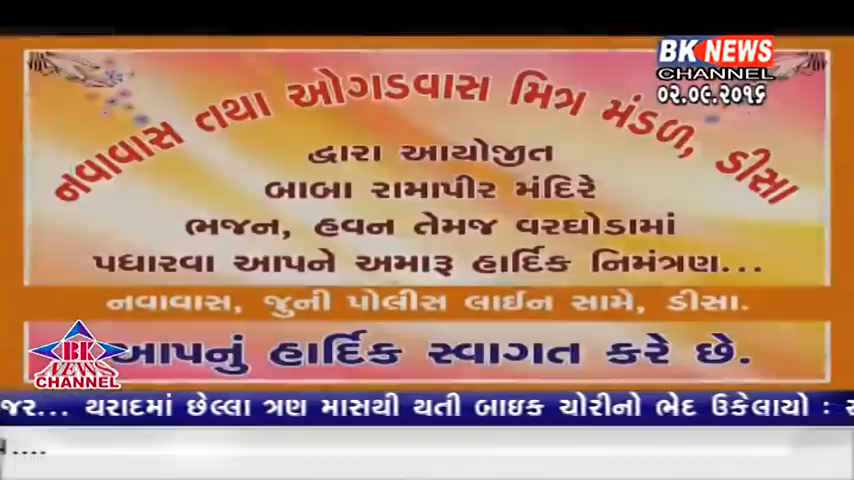 BK NEWS
CHANNEL
૦૨.૦૯.૨૦૧૬
નવાવાસ તથા ઓગડવાસ મિત્ર મંડળ, ડીસા
દ્વારા આયોજીત
બાબા રામાપીર મંદિરે
ભજન, હવન તેમજ વરઘોડામાં
પધારવા આપને અમારૂ હાર્દિક નિમંત્રણ...
નવાવાસ, જુની પોલીસ લાઈન સામે, ડીસા.
આપનું હાર્દિક સ્વાગત કરે છે.
BK
NEWS
CHANNEL
જર... થરાદમાં છેલ્લા ત્રણ માસથી થતી બાઇક ચોરીનો ભેદ ઉકેલાયો :